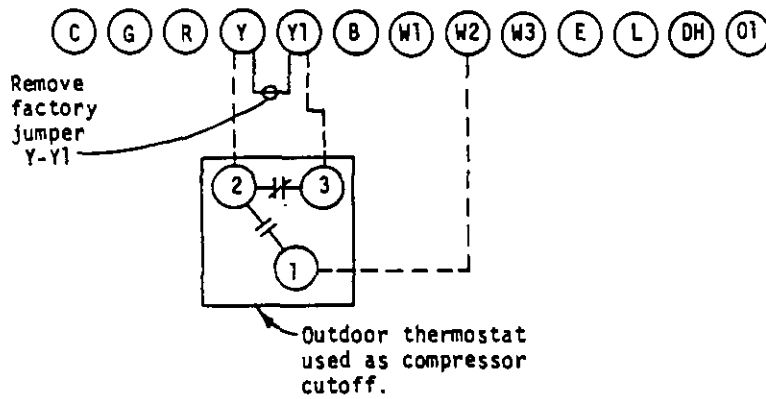 C G R Y Y1 B W1 W2 W3 E L DH O1
Remove
factory
jumper
Y-Y1
2 3
1
Outdoor thermostat
used as compressor
cutoff.